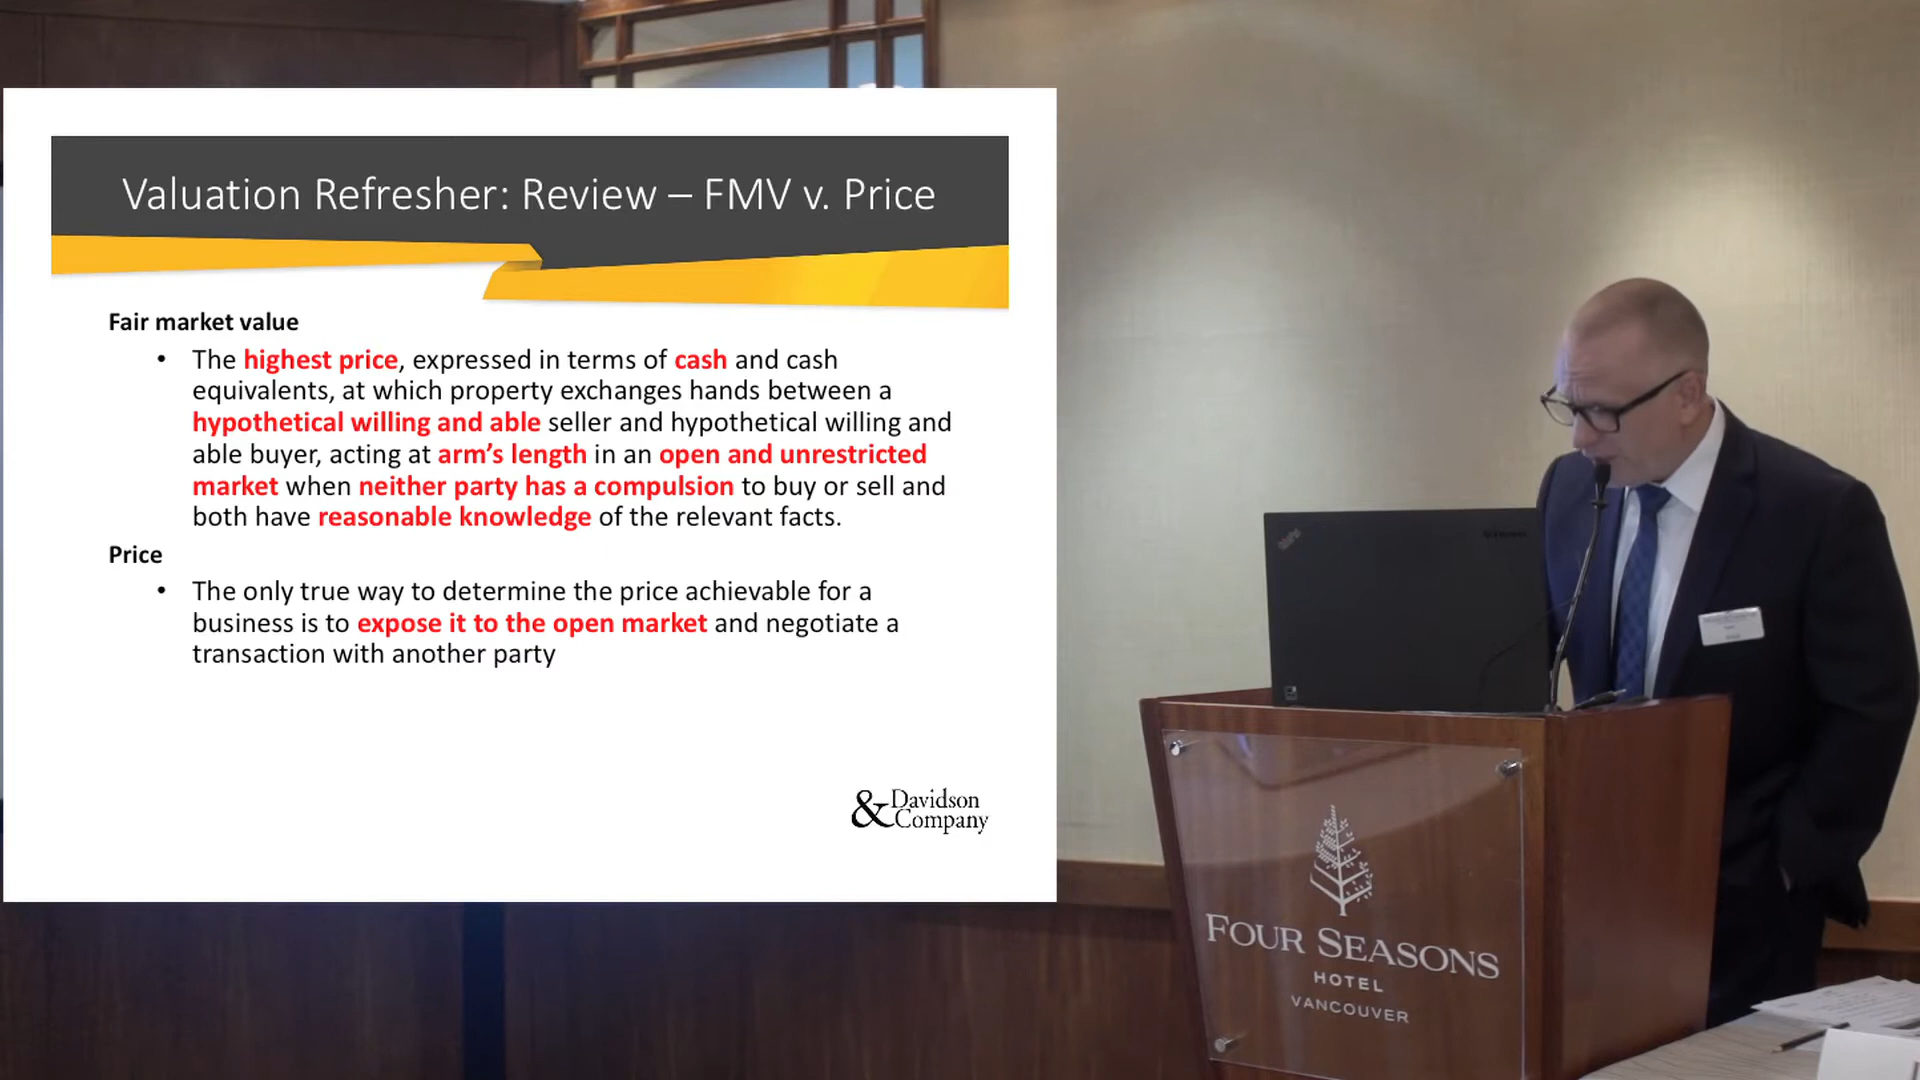 Valuation Refresher: Review – FMV v. Price
Fair market value
• The highest price, expressed in terms of cash and cash
equivalents, at which property exchanges hands between a
hypothetical willing and able seller and hypothetical willing and
able buyer, acting at arm’s length in an open and unrestricted
market when neither party has a compulsion to buy or sell and
both have reasonable knowledge of the relevant facts.
Price
• The only true way to determine the price achievable for a
business is to expose it to the open market and negotiate a
transaction with another party
& Davidson
Company
ThinkPad
FOUR SEASONS
HOTEL
VANCOUVER